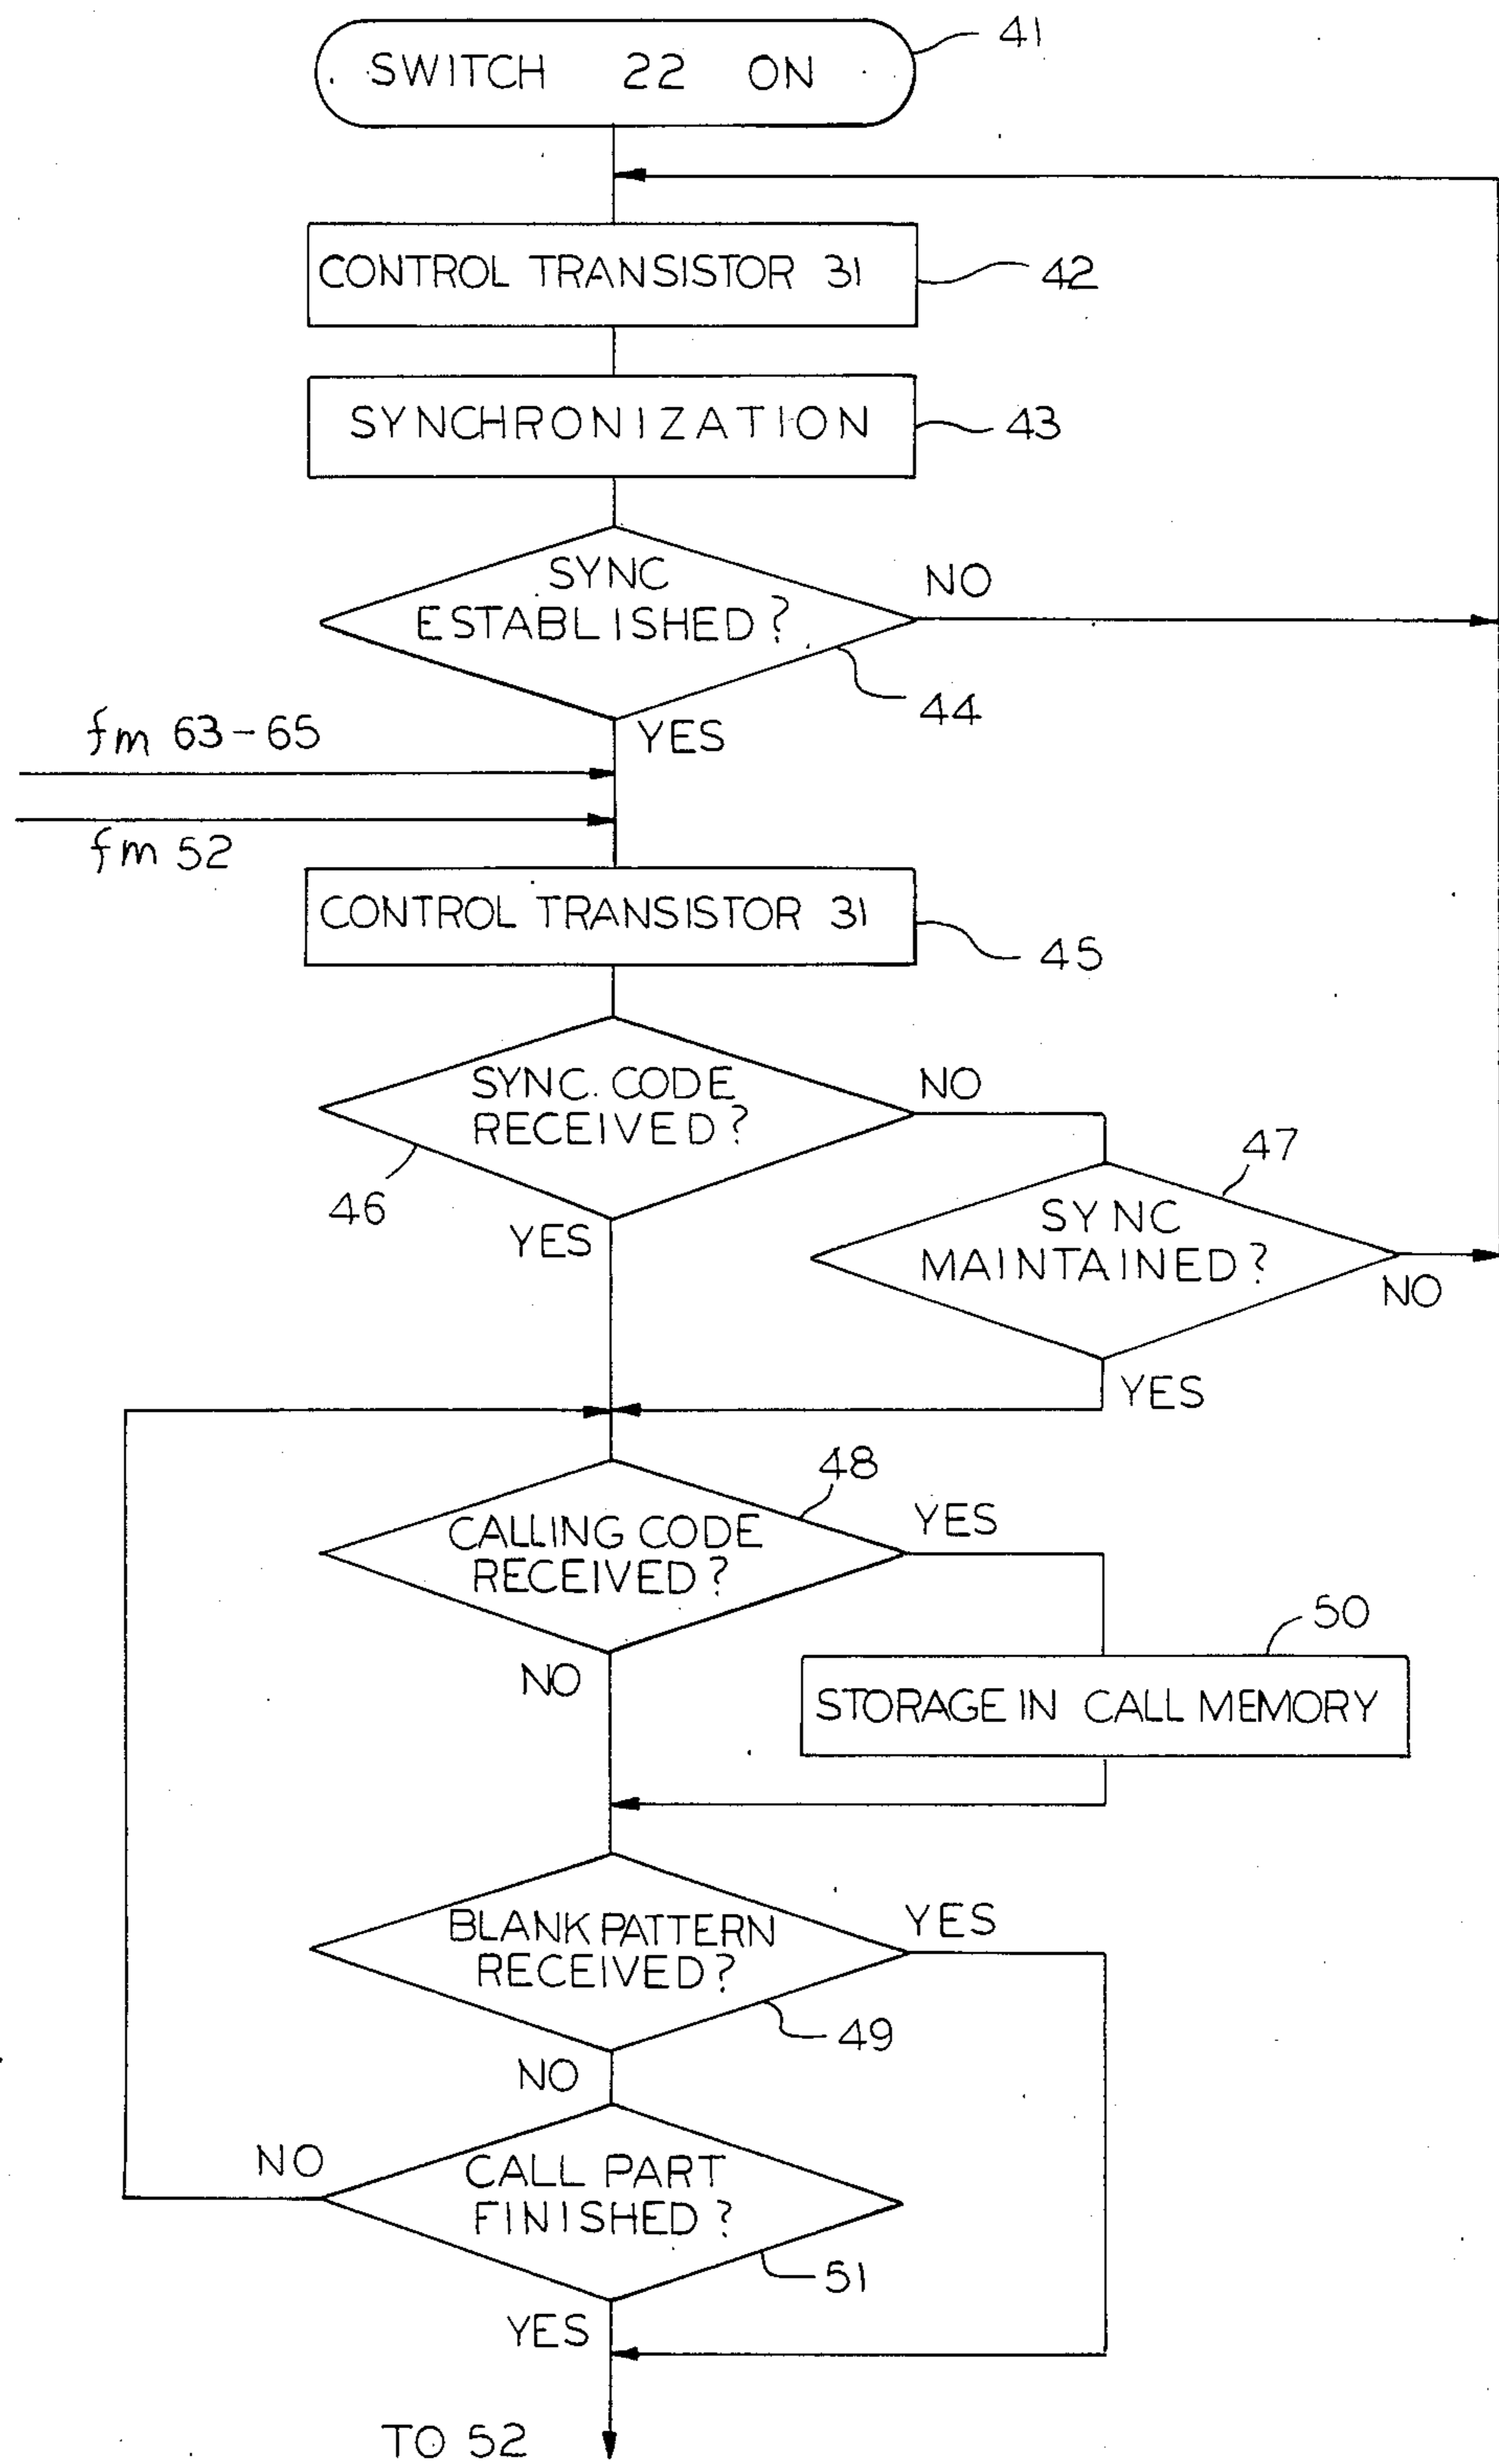 SWITCH 22 ON
41
CONTROL TRANSISTOR 31
42
SYNCHRONIZATION
43
SYNC
ESTABLISHED?
NO
44
YES
fm 63-65
fm 52
CONTROL TRANSISTOR 31
45
SYNC. CODE
RECEIVED?
NO
46
YES
47
SYNC
MAINTAINED?
NO
YES
48
CALLING CODE
RECEIVED?
YES
NO
50
STORAGE IN CALL MEMORY
BLANK PATTERN
RECEIVED?
YES
49
NO
NO
CALL PART
FINISHED?
51
YES
TO 52